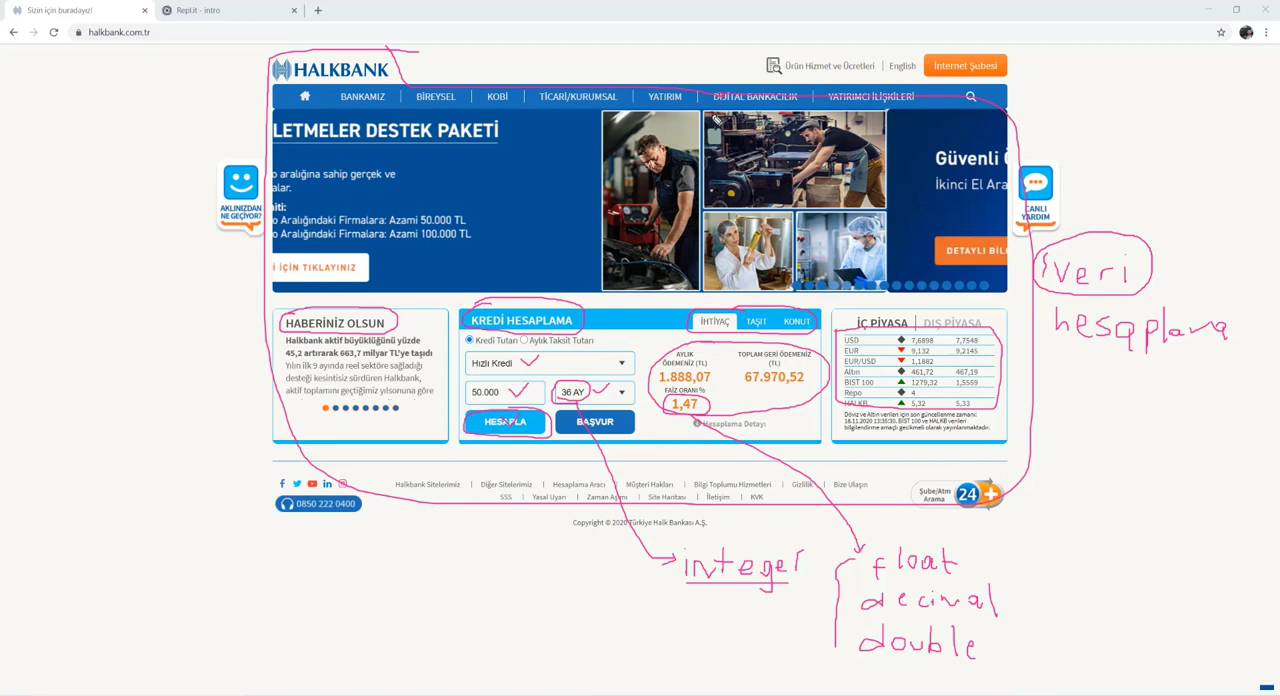 Sizin için buradayız!
Repl.it - intro
halkbank.com.tr
HALKBANK
Ürün Hizmet ve Ücretleri | English
İnternet Şubesi
BANKAMIZ | BİREYSEL | KOBİ | TİCARİ/KURUMSAL | YATIRIM | DİJİTAL BANKACILIK | YATIRIMCI İLİŞKİLERİ
LETMELER DESTEK PAKETİ
o aralığına sahip gerçek ve
alar.
iti:
o Aralığındaki Firmalara: Azami 50.000 TL
o Aralığındaki Firmalara: Azami 100.000 TL
İ İÇİN TIKLAYINIZ
Güvenli
İkinci El Ara
DETAYLI BİL
AKLINIZDAN
NE GEÇİYOR?
CANLI
YARDIM
veri
hesaplama
HABERİNİZ OLSUN
Halkbank aktif büyüklüğünü yüzde
45,2 artırarak 663,7 milyar TL'ye taşıdı
Yılın ilk 9 ayında reel sektöre sağladığı
desteği kesintisiz sürdüren Halkbank,
aktif toplamını geçtiğimiz yılsonuna göre
KREDİ HESAPLAMA
İHTİYAÇ
TAŞIT
KONUT
Kredi Tutarı
Aylık Taksit Tutarı
Hızlı Kredi
50.000
36 AY
HESAPLA
BAŞVUR
AYLIK
ÖDEMENİZ (TL)
1.888,07
TOPLAM GERİ ÖDEMENİZ
(TL)
67.970,52
FAİZ ORANI %
1,47
Hesaplama Detayı
İÇ PİYASA | DIŞ PİYASA
USD 7,6898 7,7548
EUR 9,132 9,2145
EUR/USD 1,1882
Altın 461,72 467,19
BIST 100 1279,32 1,5559
Repo 4
HALKB 5,32 5,33
Döviz ve Altın verileri için son güncellenme zamanı:
18.11.2020 13:35:30. BIST 100 ve HALKB verileri
bilgilendirme amaçlı gecikmeli olarak yayınlanmaktadır.
0850 222 0400
Halkbank Sitelerimiz | Diğer Sitelerimiz | Hesaplama Aracı | Müşteri Hakları | Bilgi Toplumu Hizmetleri | Gizlilik | Bize Ulaşın
SSS | Yasal Uyarı | Zaman Aşımı | Site Haritası | İletişim | KVK
Şube/Atm
Arama
24
Copyright © 2020 Türkiye Halk Bankası A.Ş.
integer
float
decimal
double